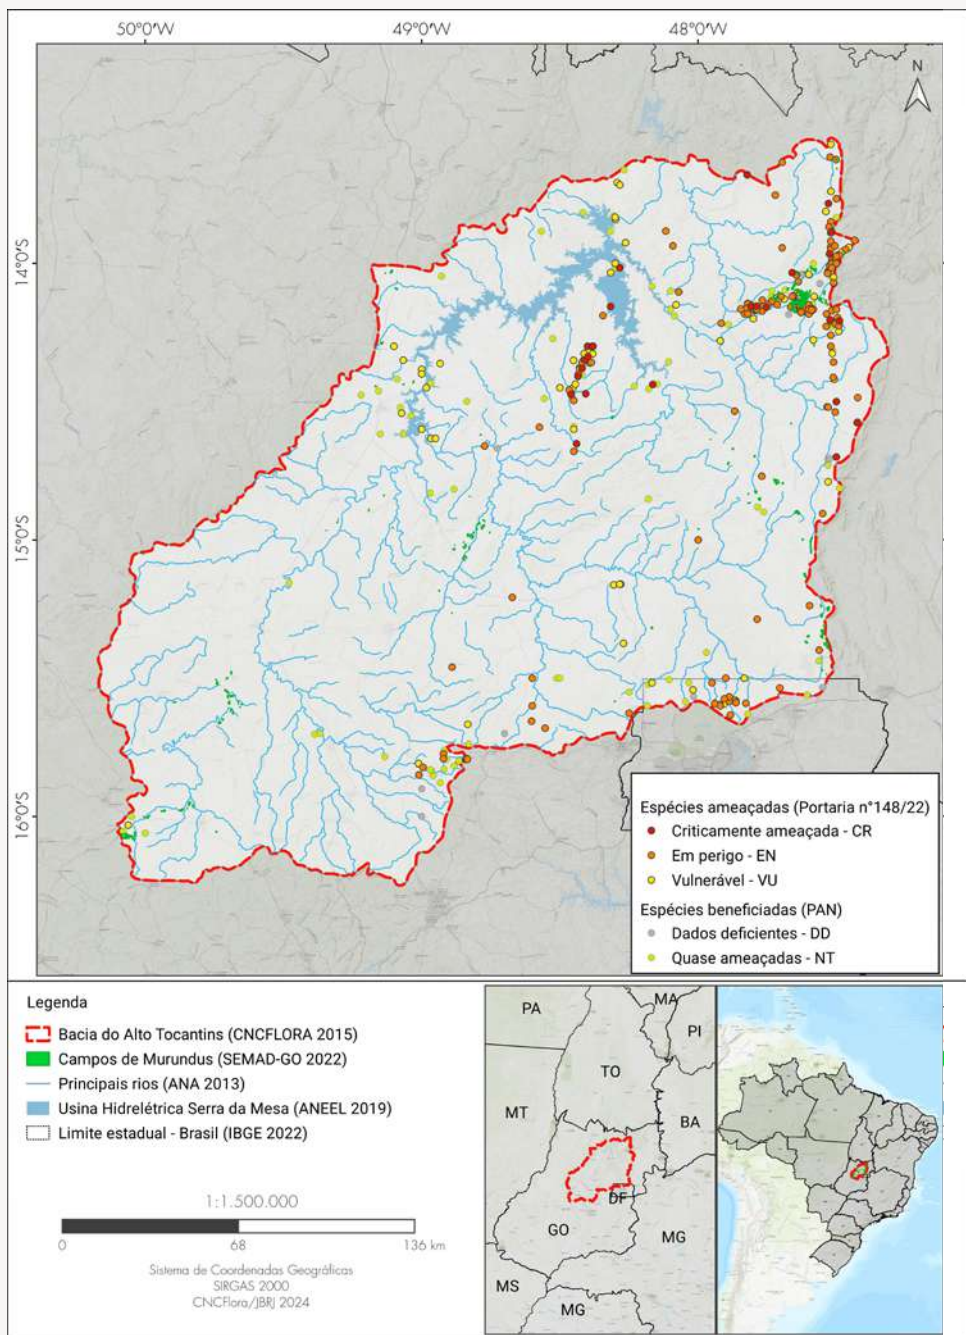 50°0'W
49°0'W
48°0'W
N
14°0'S
15°0'S
16°0'S
Espécies ameaçadas (Portaria n°148/22)
Criticamente ameaçada - CR
Em perigo - EN
Vulnerável - VU
Espécies beneficiadas (PAN)
Dados deficientes - DD
Quase ameaçadas - NT
Legenda
Bacia do Alto Tocantins (CNCFLORA 2015)
Campos de Murundus (SEMAD-GO 2022)
Principais rios (ANA 2013)
Usina Hidrelétrica Serra da Mesa (ANEEL 2019)
Limite estadual - Brasil (IBGE 2022)
1:1.500.000
0 68 136 km
Sistema de Coordenadas Geográficas
SIRGAS 2000
CNCFlora/JBRJ 2024
PA
MA
PI
TO
MT
BA
DF
GO
MG
MS
MG